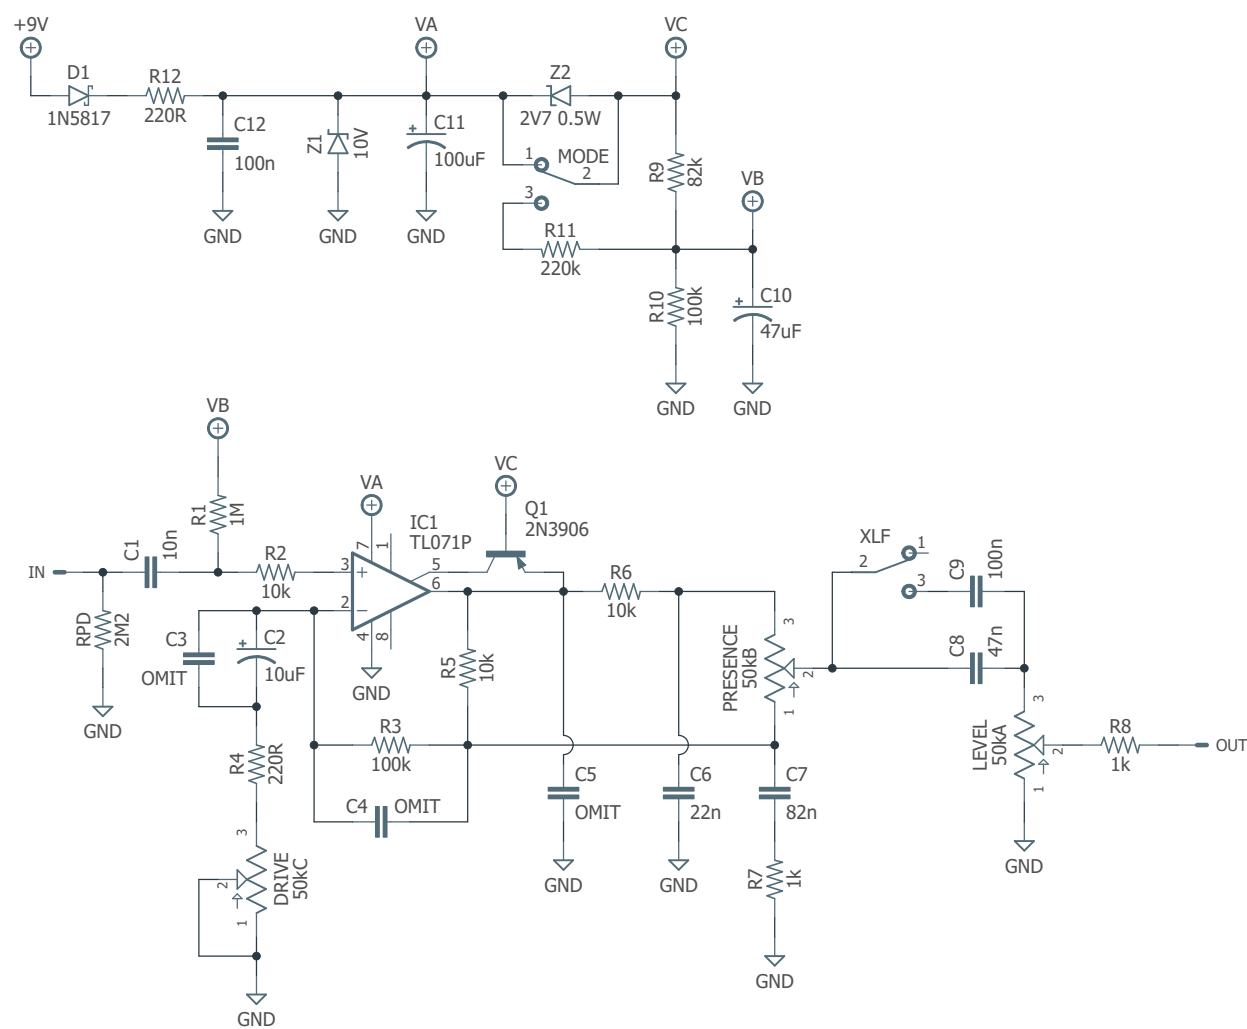 +9V
VA
VC
D1
1N5817
R12
220R
C12
100n
Z1
10V
C11
100uF
Z2
2V7 0.5W
1
MODE
2
3
R9
82k
VB
R11
220k
R10
100k
C10
47uF
GND
GND
GND
GND
GND
VB
VA
VC
R1
1M
C1
10n
IN
R2
10k
IC1
TL071P
7
1
3
+
2
−
5
6
4
8
Q1
2N3906
R6
10k
XLF
1
2
3
C9
100n
RPD
2M2
C3
OMIT
C2
10uF
GND
R5
10k
PRESENCE
50kB
3
2
1
C8
47n
GND
R4
220R
R3
100k
C4
OMIT
C5
OMIT
C6
22n
C7
82n
LEVEL
50kA
3
2
1
R8
1k
OUT
DRIVE
50kC
3
2
1
R7
1k
GND
GND
GND
GND
GND